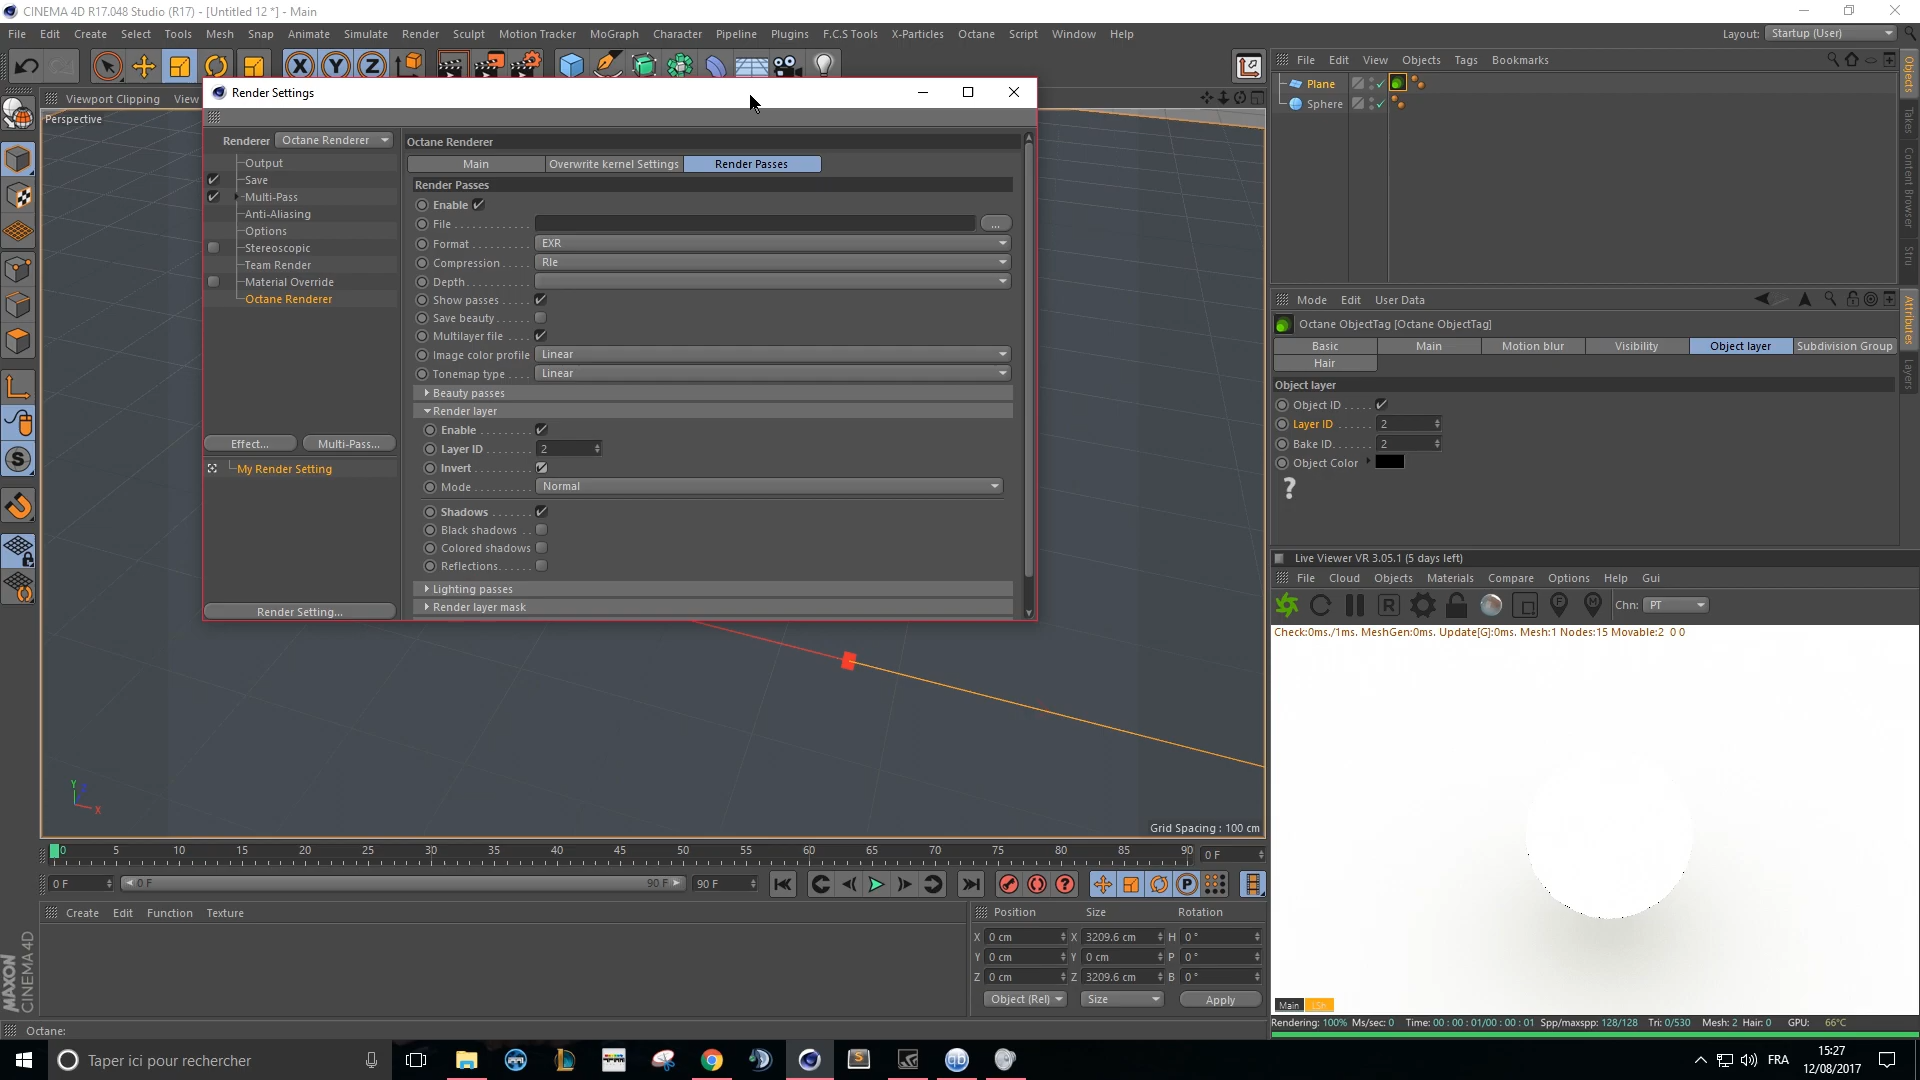 CINEMA 4D R17.048 Studio (R17) - [Untitled 12 *] - Main
File Edit Create Select Tools Mesh Snap Animate Simulate Render Sculpt Motion Tracker MoGraph Character Pipeline Plugins F.C.S Tools X-Particles Octane Script Window Help
Layout: Startup (User)
Viewport Clipping View
Perspective
Render Settings
Renderer Octane Renderer
Output
Save
Multi-Pass
Anti-Aliasing
Options
Stereoscopic
Team Render
Material Override
Octane Renderer
Effect... Multi-Pass...
My Render Setting
Render Setting...
Octane Renderer
Main Overwrite kernel Settings Render Passes
Render Passes
Enable
File ...
Format EXR
Compression Rle
Depth
Show passes
Save beauty
Multilayer file
Image color profile Linear
Tonemap type Linear
Beauty passes
Render layer
Enable
Layer ID 2
Invert
Mode Normal
Shadows
Black shadows
Colored shadows
Reflections
Lighting passes
Render layer mask
Y
X
Grid Spacing : 100 cm
File Edit View Objects Tags Bookmarks
Plane
Sphere
Objects
Takes
Content Browser
Stru
Mode Edit User Data
Octane ObjectTag [Octane ObjectTag]
Basic Main Motion blur Visibility Object layer Subdivision Group
Hair
Object layer
Object ID
Layer ID 2
Bake ID 2
Object Color
?
Attributes
Layers
Live Viewer VR 3.05.1 (5 days left)
File Cloud Objects Materials Compare Options Help Gui
Chn: PT
Check:0ms./1ms. MeshGen:0ms. Update[G]:0ms. Mesh:1 Nodes:15 Movable:2 0 0
Main
Rendering: 100% Ms/sec: 0 Time: 00 : 00 : 01/00 : 00 : 01 Spp/maxspp: 128/128 Tri: 0/530 Mesh: 2 Hair: 0 GPU: 66°C
0 5 10 15 20 25 30 35 40 45 50 55 60 65 70 75 80 85 90 0 F
0 F 0 F 90 F 90 F
Create Edit Function Texture
Position Size Rotation
X 0 cm X 3209.6 cm H 0 °
Y 0 cm Y 0 cm P 0 °
Z 0 cm Z 3209.6 cm B 0 °
Object (Rel) Size Apply
MAXON CINEMA 4D
Octane:
Taper ici pour rechercher
FRA
15:27
12/08/2017